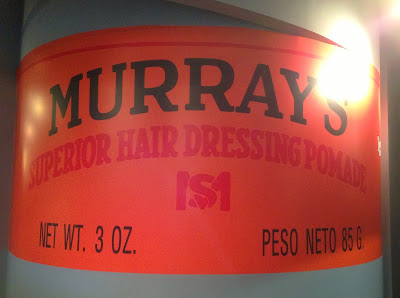 MURRAY'S
SUPERIOR HAIR DRESSING POMADE
NET WT. 3 OZ. PESO NETO 85 G.